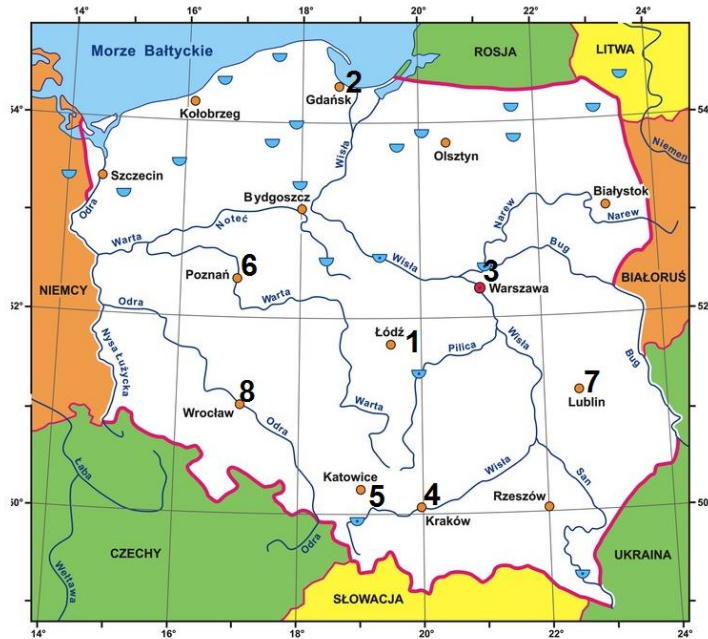 14° 16° 18° 20° 22° 24°
Morze Bałtyckie
ROSJA
LITWA
2
Gdańsk
Kołobrzeg
54°
54°
Wisła
Olsztyn
Niemen
Szczecin
Odra
Bydgoszcz
Białystok
Narew
Narew
Noteć
Warta
Wisła
Bug
6
Poznań
3
Warszawa
NIEMCY
BIAŁORUŚ
Odra
Warta
52°
52°
1
Łódź
Pilica
Wisła
Bug
Nysa Łużycka
8
Wrocław
7
Lublin
Warta
Odra
Łaba
Katowice
5
4
Kraków
Wisła
San
Rzeszów
50°
50°
Odra
CZECHY
UKRAINA
Wełtawa
SŁOWACJA
14° 16° 18° 20° 22° 24°